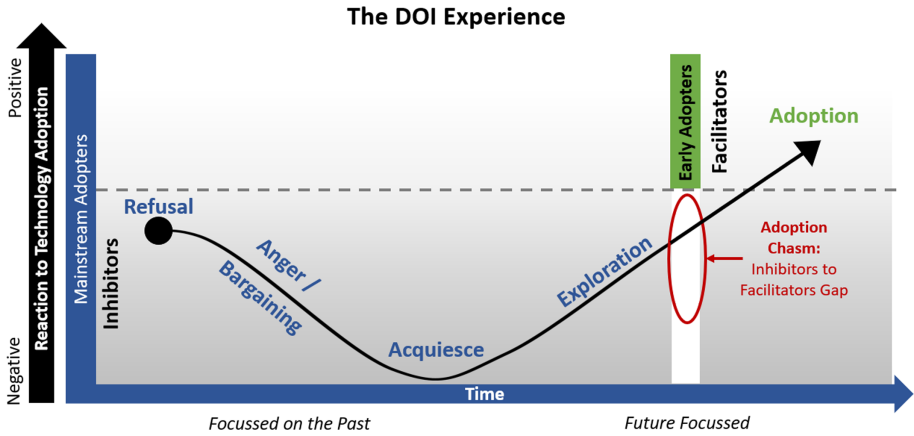 The DOI Experience
Positive
Reaction to Technology Adoption
Negative
Mainstream Adopters
Inhibitors
Refusal
Anger /
Bargaining
Acquiesce
Exploration
Early Adopters
Facilitators
Adoption
Adoption
Chasm:
Inhibitors to
Facilitators Gap
Time
Focussed on the Past
Future Focussed